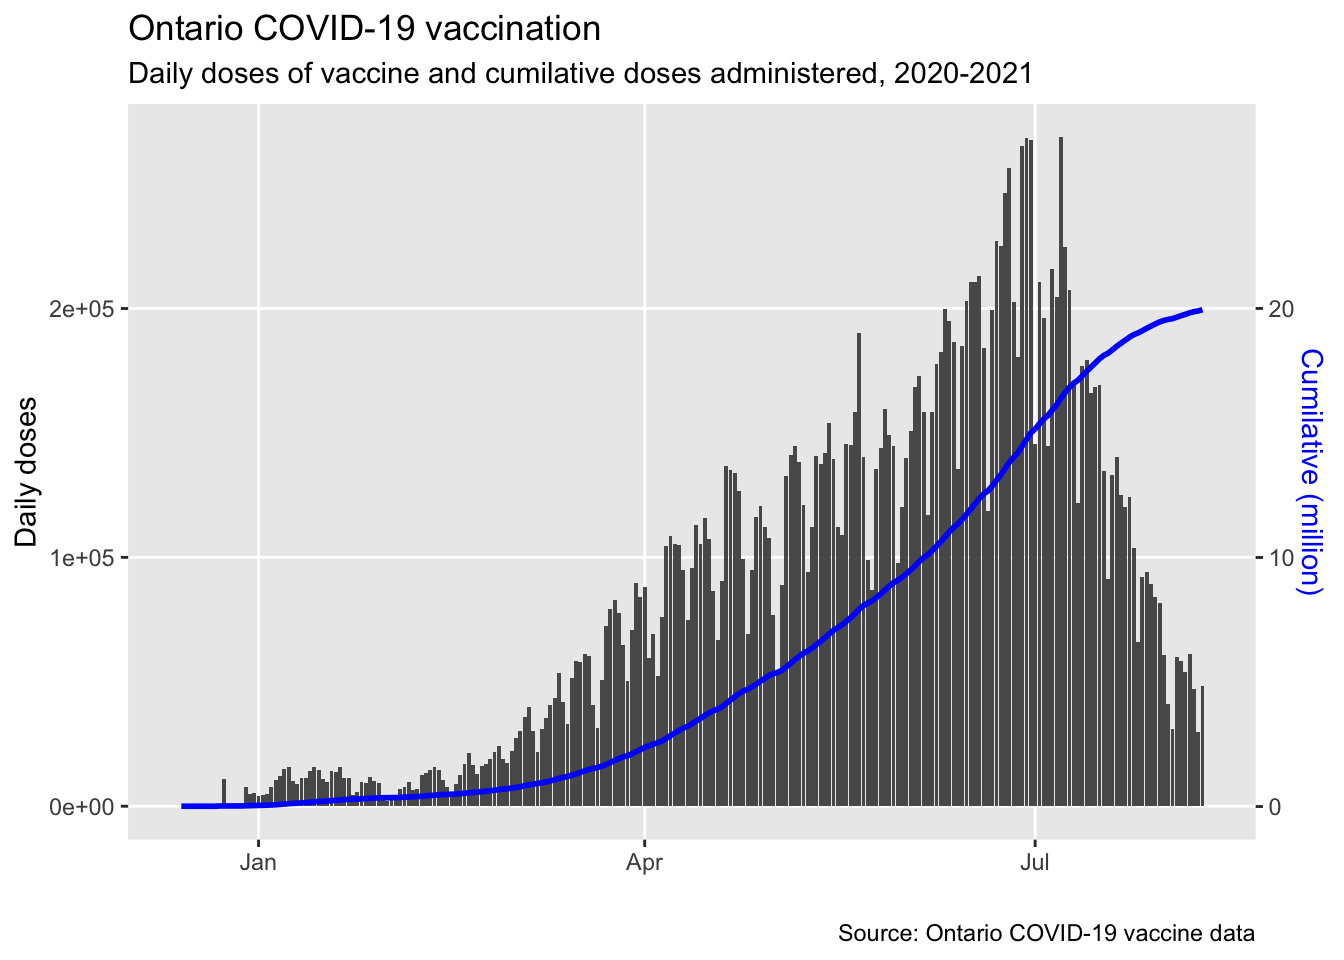 Ontario COVID-19 vaccination
Daily doses of vaccine and cumilative doses administered, 2020-2021
Daily doses
2e+05
1e+05
0e+00
20
10
0
Cumilative (million)
Jan
Apr
Jul
Source: Ontario COVID-19 vaccine data